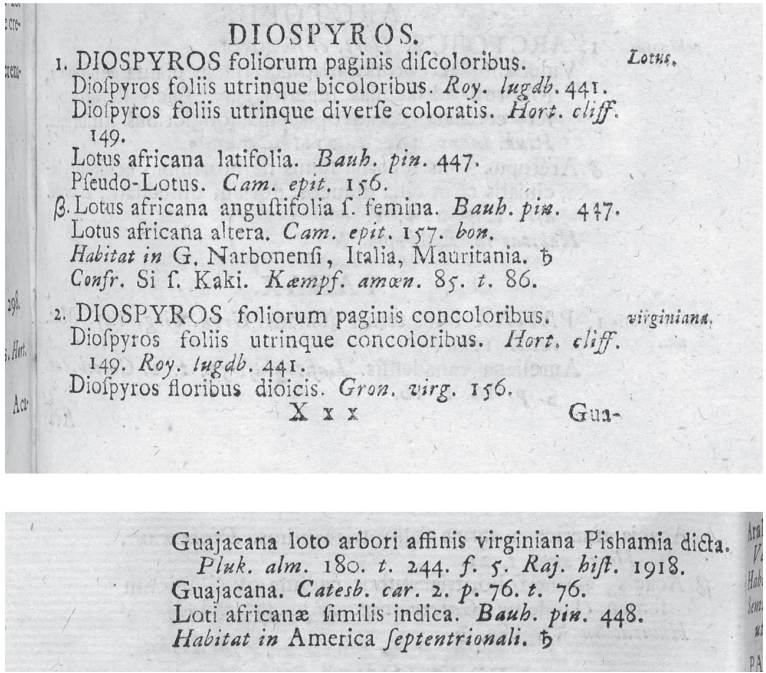 DIOSPYROS.
1. DIOSPYROS foliorum paginis diſcoloribus. Lotus.
Dioſpyros foliis utrinque bicoloribus. Roy. lugdb. 441.
Dioſpyros foliis utrinque diverſe coloratis. Hort. cliff.
149.
Lotus africana latifolia. Bauh. pin. 447.
Pſeudo-Lotus. Cam. epit. 156.
β. Lotus africana anguſtifolia ſ. femina. Bauh. pin. 447.
Lotus africana altera. Cam. epit. 157. bon.
Habitat in G. Narbonenſi, Italia, Mauritania. ♄
Confr. Si ſ. Kaki. Kæmpf. amœn. 85. t. 86.
2. DIOSPYROS foliorum paginis concoloribus. virginiana.
Dioſpyros foliis utrinque concoloribus. Hort. cliff.
149. Roy. lugdb. 441.
Dioſpyros floribus dioicis. Gron. virg. 156.
X x x Gua-
Guajacana loto arbori affinis virginiana Pishamia dicta.
Pluk. alm. 180. t. 244. f. 5. Raj. hiſt. 1918.
Guajacana. Catesb. car. 2. p. 76. t. 76.
Loti africanæ ſimilis indica. Bauh. pin. 448.
Habitat in America ſeptentrionali. ♄